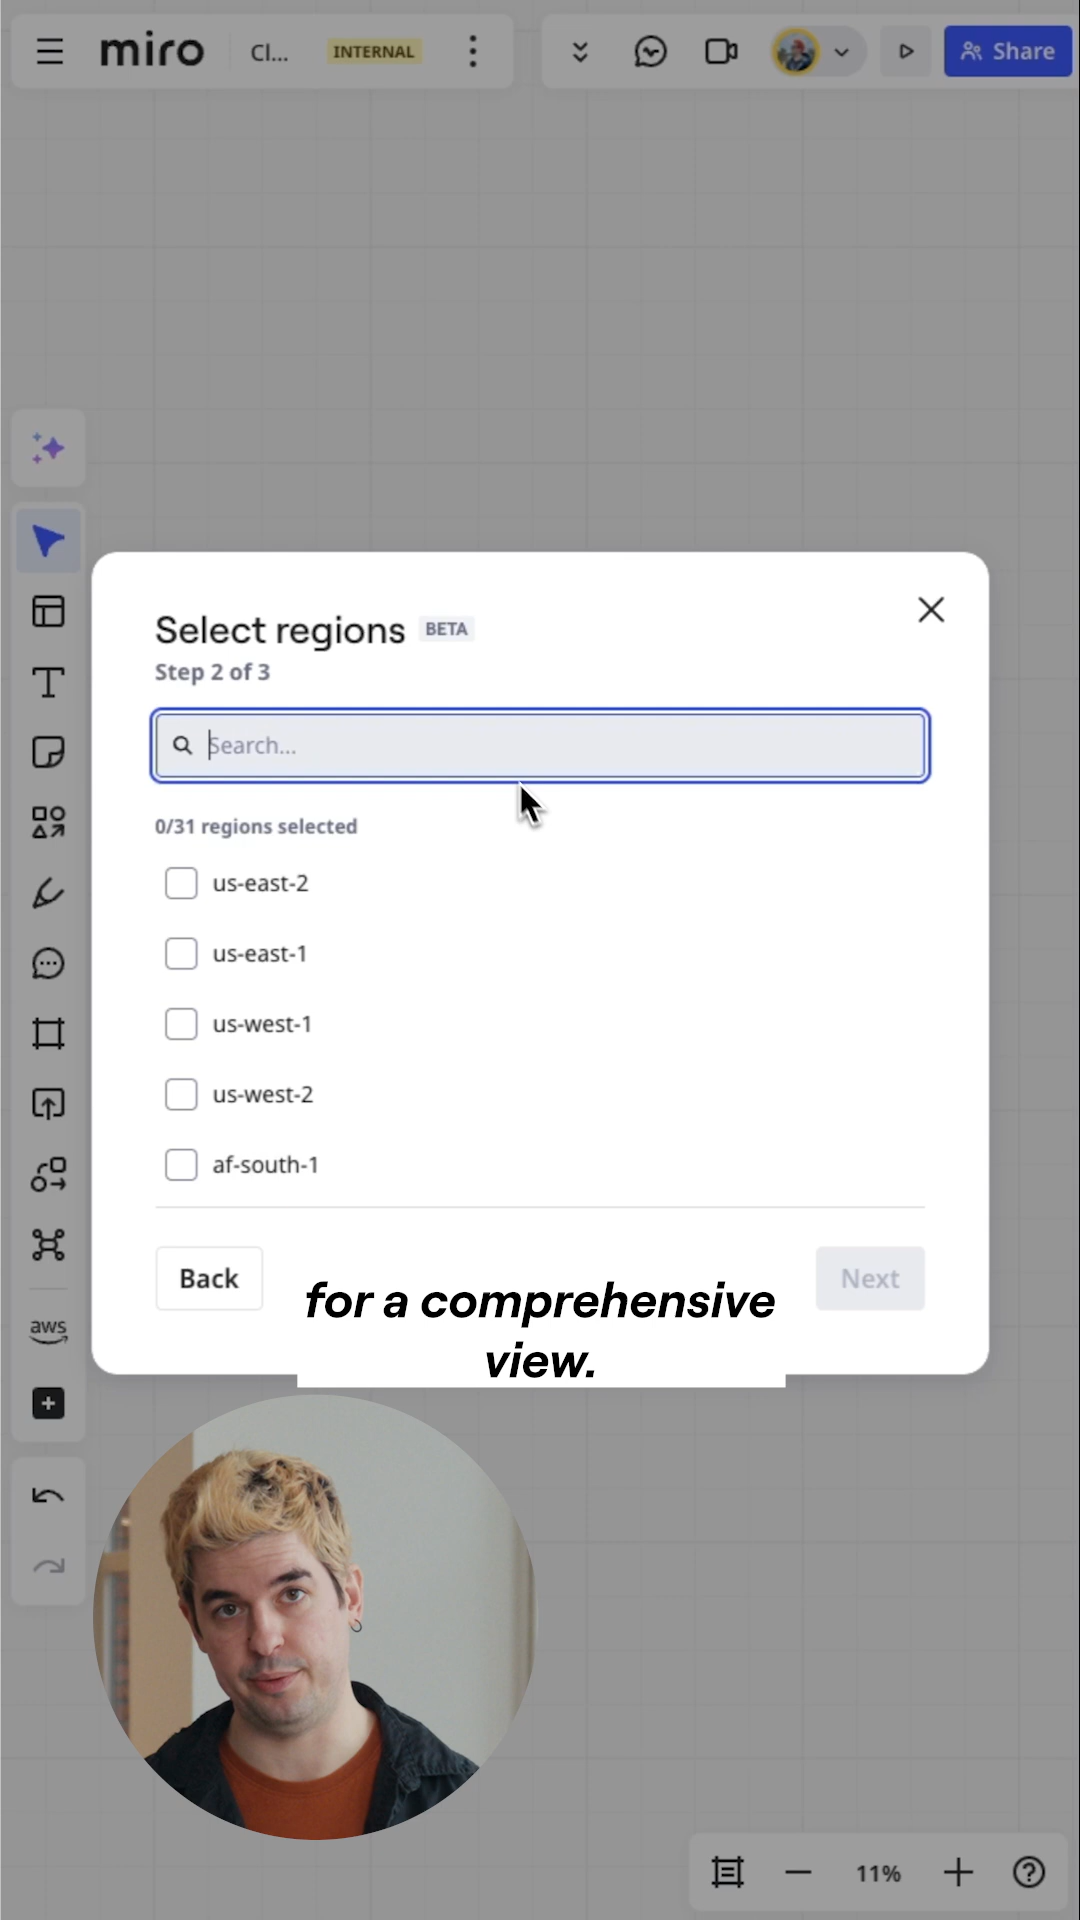 miro
Cl...
INTERNAL
Share
Select regions
BETA
Step 2 of 3
Search...
0/31 regions selected
us-east-2
us-east-1
us-west-1
us-west-2
af-south-1
Back
Next
for a comprehensive
view.
aws
11%